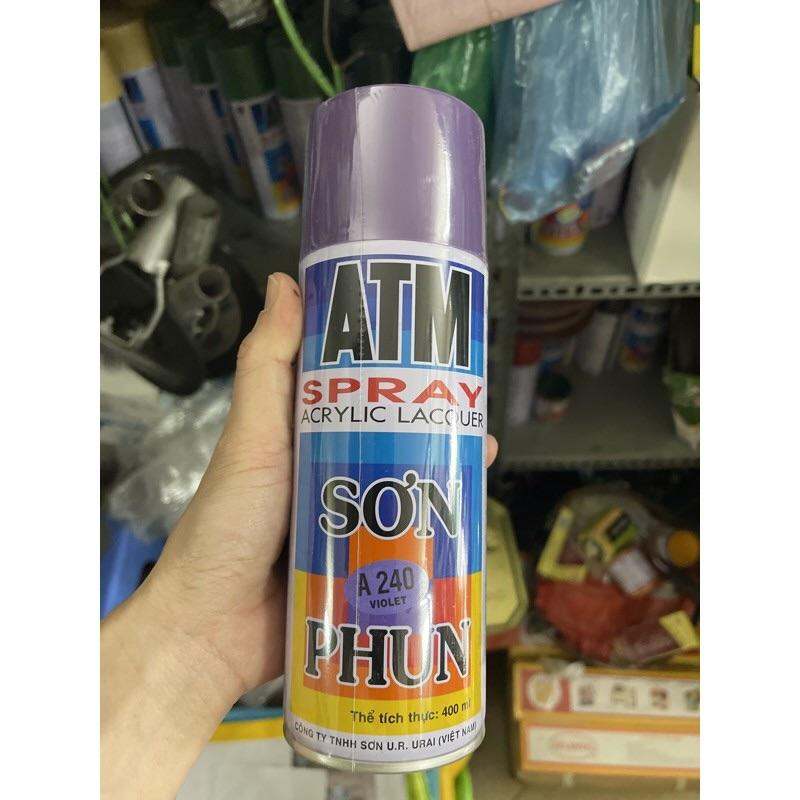 ATM
SPRAY
ACRYLIC LACQUER
SƠN
A 240
VIOLET
PHUN
Thể tích thực: 400 ml
CÔNG TY TNHH SƠN U.R. URAI (VIỆT NAM)